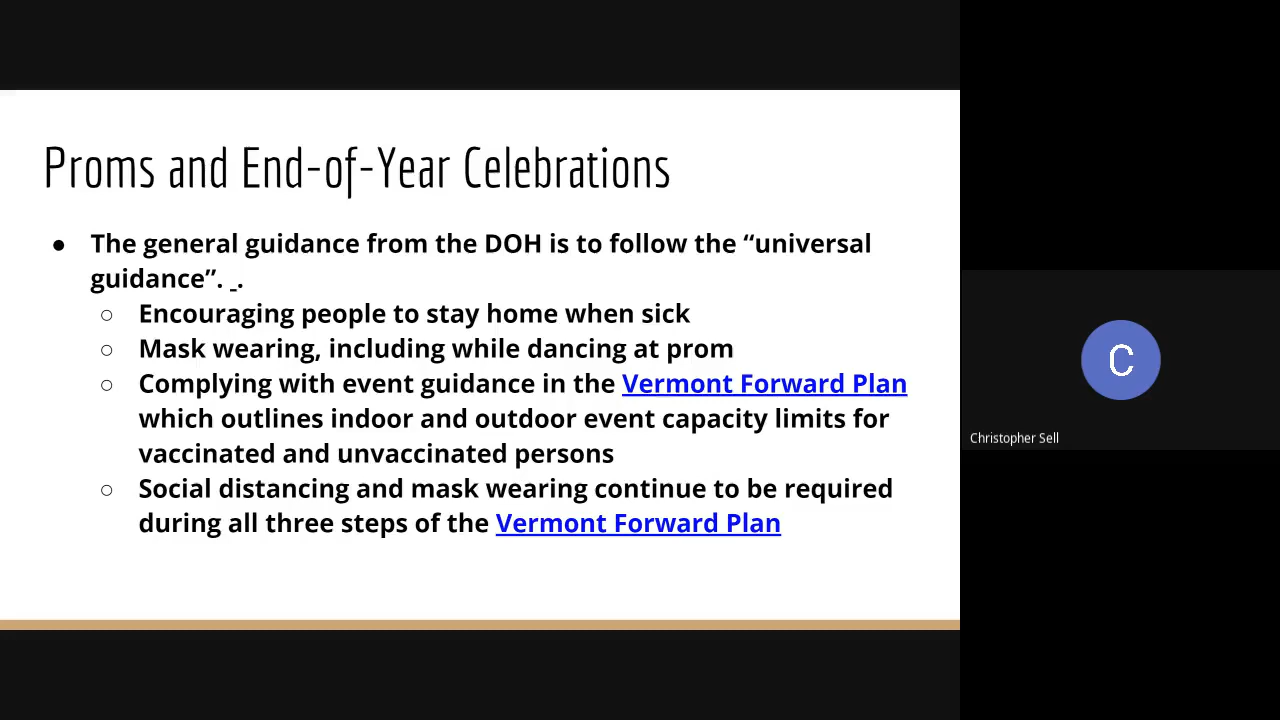 Proms and End-of-Year Celebrations
● The general guidance from the DOH is to follow the “universal
guidance”. _.
○ Encouraging people to stay home when sick
○ Mask wearing, including while dancing at prom
○ Complying with event guidance in the Vermont Forward Plan
which outlines indoor and outdoor event capacity limits for
vaccinated and unvaccinated persons
○ Social distancing and mask wearing continue to be required
during all three steps of the Vermont Forward Plan
C
Christopher Sell